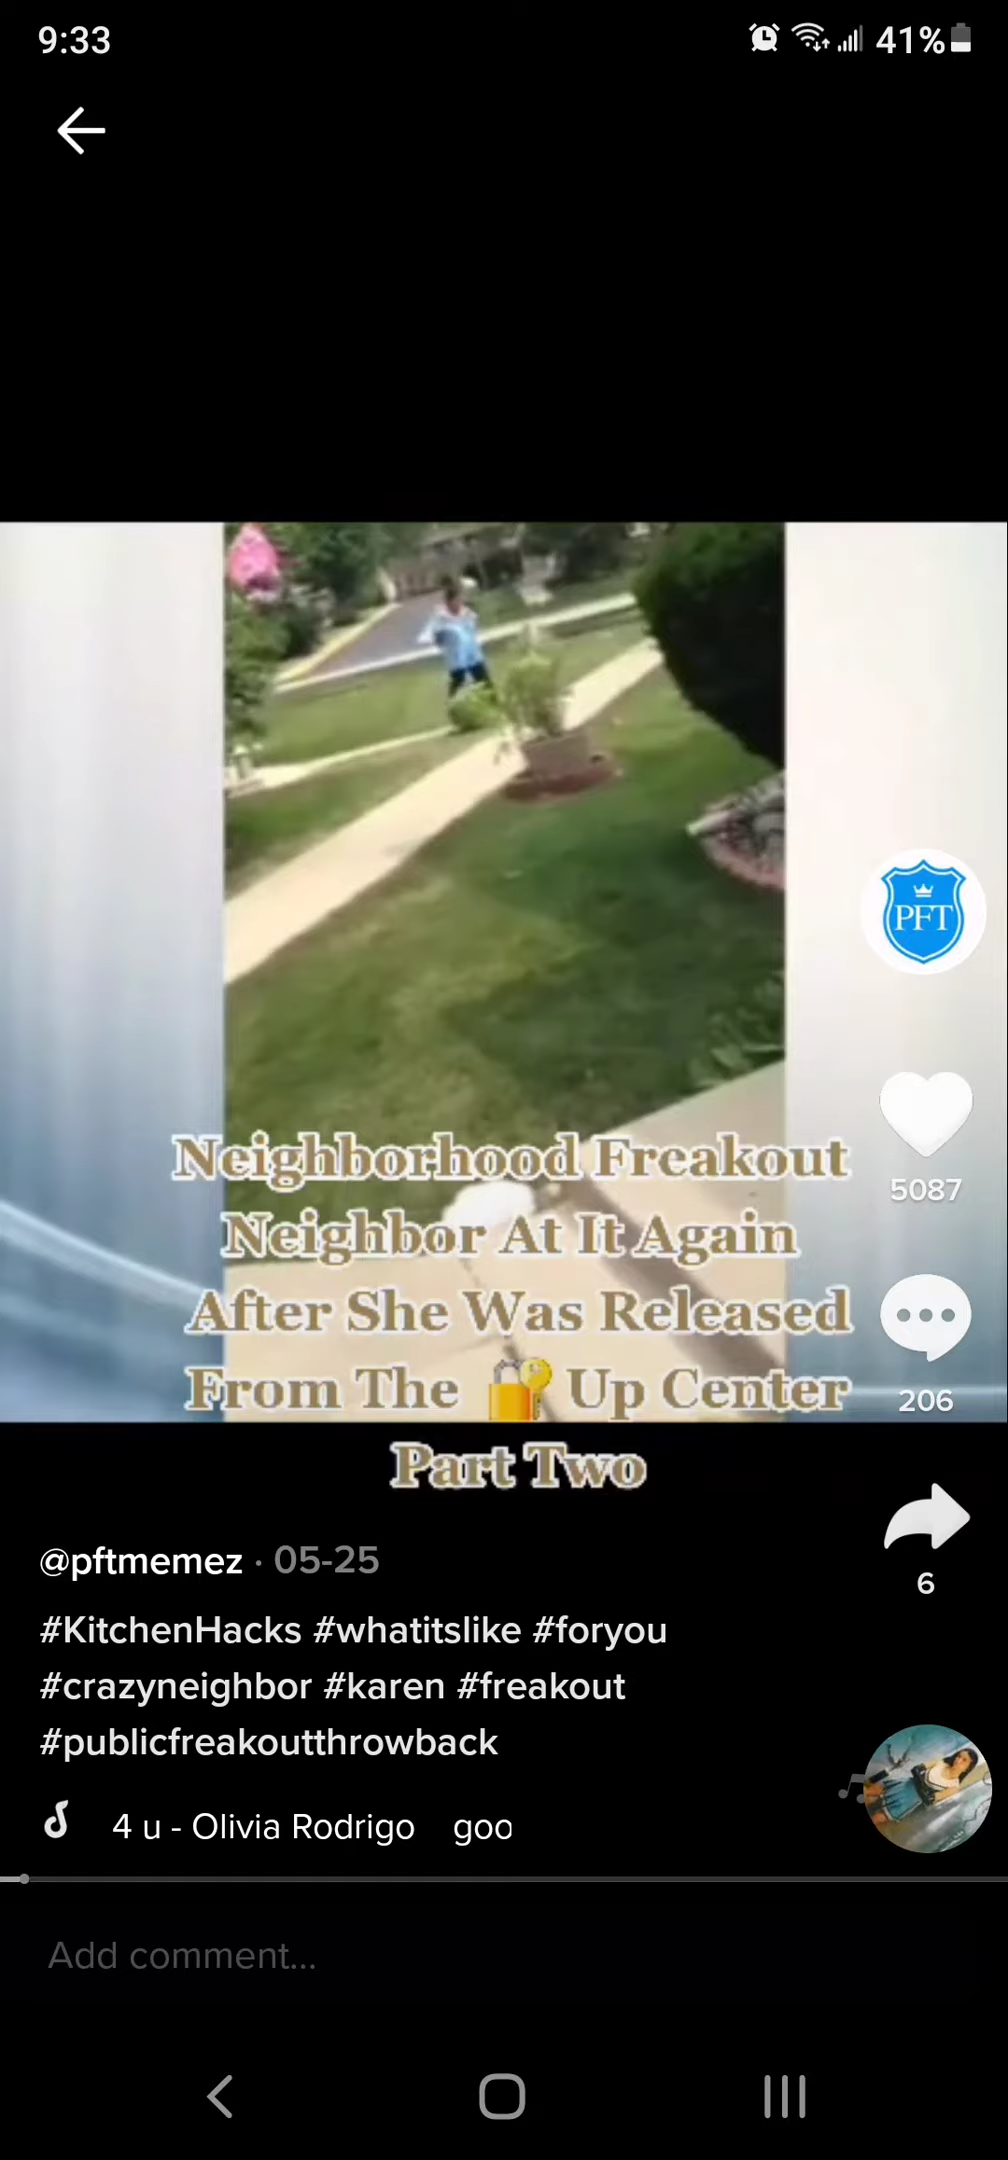 9:33
41%
PFT
Neighborhood Freakout
Neighbor At It Again
After She Was Released
From The 🔐 Up Center
Part Two
5087
206
6
@pftmemez · 05-25
#KitchenHacks #whatitslike #foryou
#crazyneighbor #karen #freakout
#publicfreakoutthrowback
4 u - Olivia Rodrigo goo
Add comment...